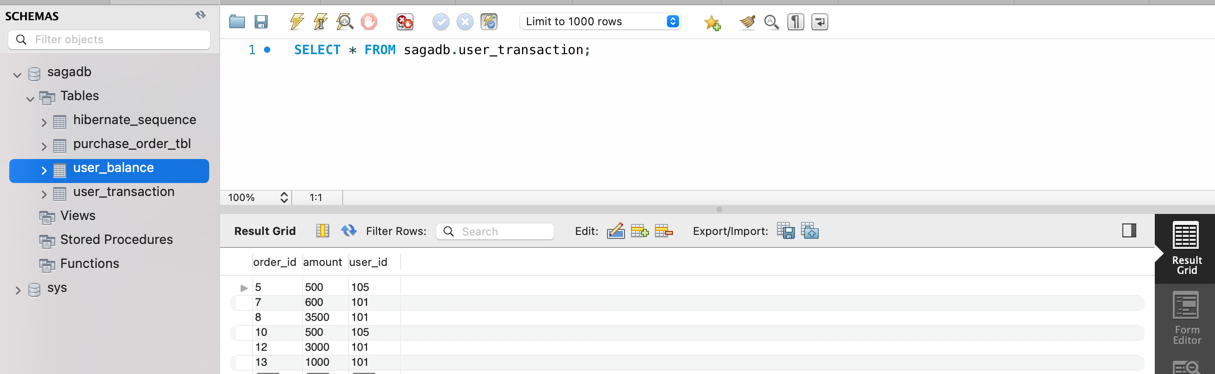 SCHEMAS
Filter objects
sagadb
Tables
hibernate_sequence
purchase_order_tbl
user_balance
user_transaction
Views
Stored Procedures
Functions
sys
Limit to 1000 rows
1 SELECT * FROM sagadb.user_transaction;
100% 1:1
Result Grid Filter Rows: Search Edit: Export/Import:
order_id amount user_id
5 500 105
7 600 101
8 3500 101
10 500 105
12 3000 101
13 1000 101
Result
Grid
Form
Editor